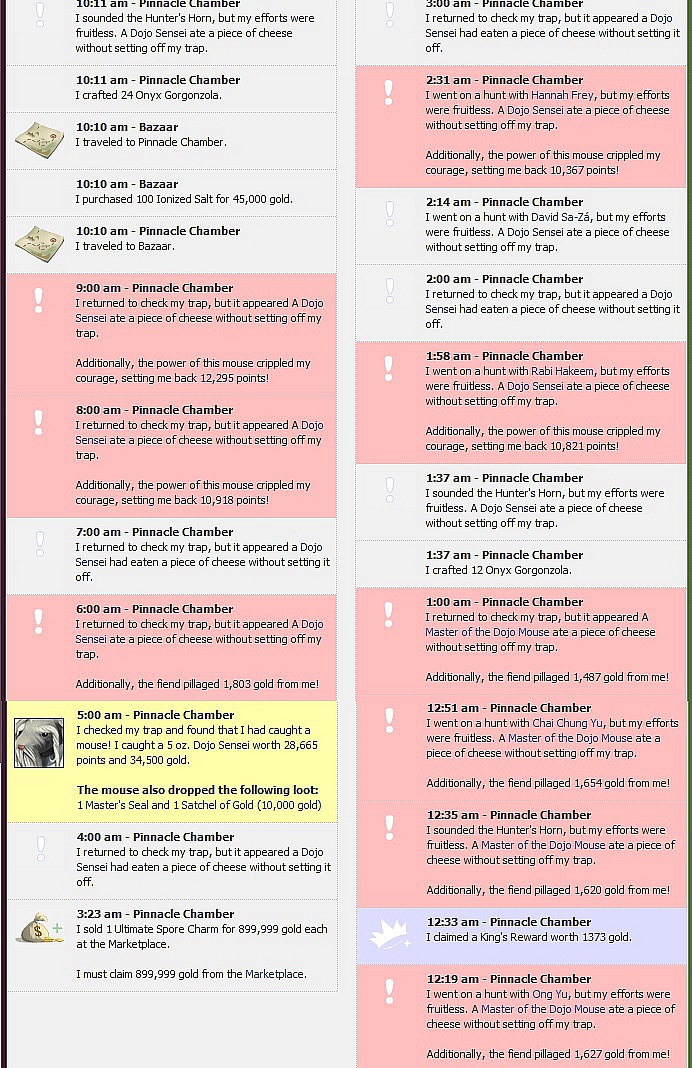 10:11 am - Pinnacle Chamber
I sounded the Hunter's Horn, but my efforts were
fruitless. A Dojo Sensei ate a piece of cheese
without setting off my trap.
10:11 am - Pinnacle Chamber
I crafted 24 Onyx Gorgonzola.
10:10 am - Bazaar
I traveled to Pinnacle Chamber.
10:10 am - Bazaar
I purchased 100 Ionized Salt for 45,000 gold.
10:10 am - Pinnacle Chamber
I traveled to Bazaar.
9:00 am - Pinnacle Chamber
I returned to check my trap, but it appeared A Dojo
Sensei ate a piece of cheese without setting off my
trap.
Additionally, the power of this mouse crippled my
courage, setting me back 12,295 points!
8:00 am - Pinnacle Chamber
I returned to check my trap, but it appeared A Dojo
Sensei ate a piece of cheese without setting off my
trap.
Additionally, the power of this mouse crippled my
courage, setting me back 10,918 points!
7:00 am - Pinnacle Chamber
I returned to check my trap, but it appeared a Dojo
Sensei had eaten a piece of cheese without setting it
off.
6:00 am - Pinnacle Chamber
I returned to check my trap, but it appeared A Dojo
Sensei ate a piece of cheese without setting off my
trap.
Additionally, the fiend pillaged 1,803 gold from me!
5:00 am - Pinnacle Chamber
I checked my trap and found that I had caught a
mouse! I caught a 5 oz. Dojo Sensei worth 28,665
points and 34,500 gold.
The mouse also dropped the following loot:
1 Master's Seal and 1 Satchel of Gold (10,000 gold)
4:00 am - Pinnacle Chamber
I returned to check my trap, but it appeared a Dojo
Sensei had eaten a piece of cheese without setting it
off.
3:23 am - Pinnacle Chamber
I sold 1 Ultimate Spore Charm for 899,999 gold each
at the Marketplace.
I must claim 899,999 gold from the Marketplace.
3:00 am - Pinnacle Chamber
I returned to check my trap, but it appeared a Dojo
Sensei had eaten a piece of cheese without setting it
off.
2:31 am - Pinnacle Chamber
I went on a hunt with Hannah Frey, but my efforts
were fruitless. A Dojo Sensei ate a piece of cheese
without setting off my trap.
Additionally, the power of this mouse crippled my
courage, setting me back 10,367 points!
2:14 am - Pinnacle Chamber
I went on a hunt with David Sa-Zá, but my efforts
were fruitless. A Dojo Sensei ate a piece of cheese
without setting off my trap.
2:00 am - Pinnacle Chamber
I returned to check my trap, but it appeared a Dojo
Sensei had eaten a piece of cheese without setting it
off.
1:58 am - Pinnacle Chamber
I went on a hunt with Rabi Hakeem, but my efforts
were fruitless. A Dojo Sensei ate a piece of cheese
without setting off my trap.
Additionally, the power of this mouse crippled my
courage, setting me back 10,821 points!
1:37 am - Pinnacle Chamber
I sounded the Hunter's Horn, but my efforts were
fruitless. A Dojo Sensei ate a piece of cheese
without setting off my trap.
1:37 am - Pinnacle Chamber
I crafted 12 Onyx Gorgonzola.
1:00 am - Pinnacle Chamber
I returned to check my trap, but it appeared A
Master of the Dojo Mouse ate a piece of cheese
without setting off my trap.
Additionally, the fiend pillaged 1,487 gold from me!
12:51 am - Pinnacle Chamber
I went on a hunt with Chai Chung Yu, but my efforts
were fruitless. A Master of the Dojo Mouse ate a
piece of cheese without setting off my trap.
Additionally, the fiend pillaged 1,654 gold from me!
12:35 am - Pinnacle Chamber
I sounded the Hunter's Horn, but my efforts were
fruitless. A Master of the Dojo Mouse ate a piece of
cheese without setting off my trap.
Additionally, the fiend pillaged 1,620 gold from me!
12:33 am - Pinnacle Chamber
I claimed a King's Reward worth 1373 gold.
12:19 am - Pinnacle Chamber
I went on a hunt with Ong Yu, but my efforts were
fruitless. A Master of the Dojo Mouse ate a piece of
cheese without setting off my trap.
Additionally, the fiend pillaged 1,627 gold from me!